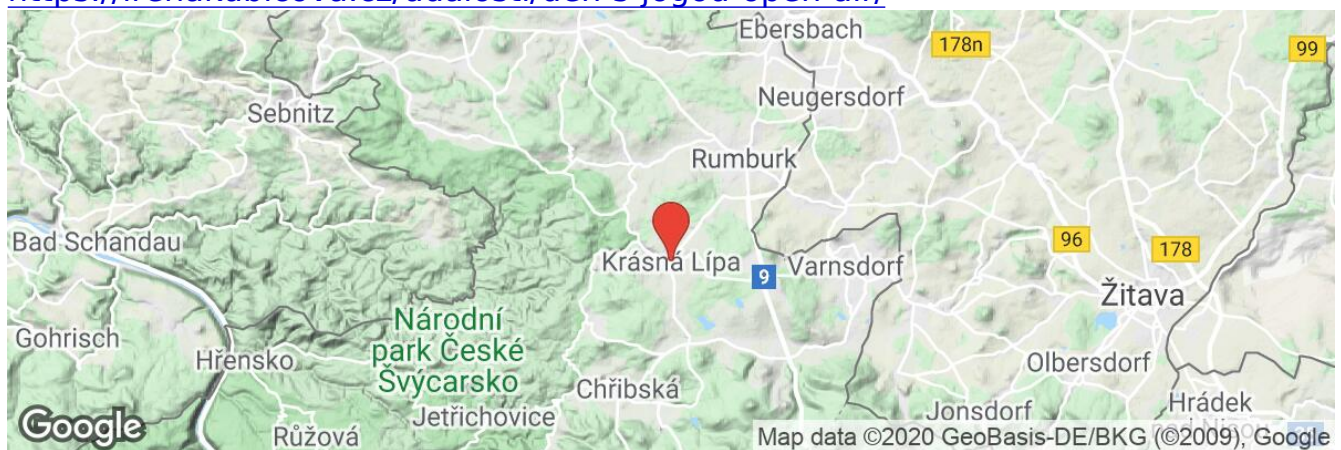 Ebersbach
178n
99
Sebnitz
Neugersdorf
Rumburk
Bad Schandau
Krásná Lípa
9
Varnsdorf
96
178
Žitava
Gohrisch
Hřensko
Národní
park České
Švýcarsko
Chřibská
Olbersdorf
Jetřichovice
Jonsdorf
Hrádek
Google
Růžová
Map data ©2020 GeoBasis-DE/BKG (©2009), Google